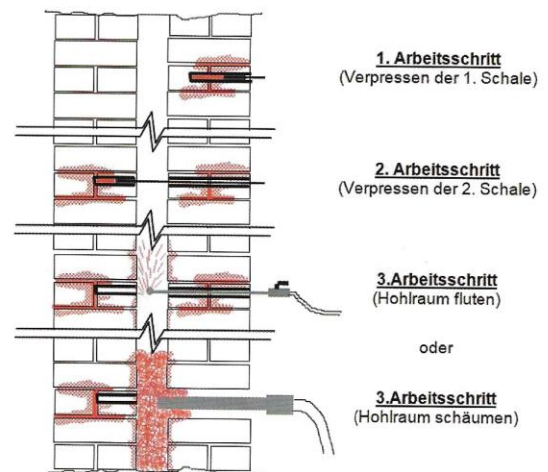 1. Arbeitsschritt
(Verpressen der 1. Schale)
2. Arbeitsschritt
(Verpressen der 2. Schale)
3.Arbeitsschritt
(Hohlraum fluten)
oder
3.Arbeitsschritt
(Hohlraum schäumen)